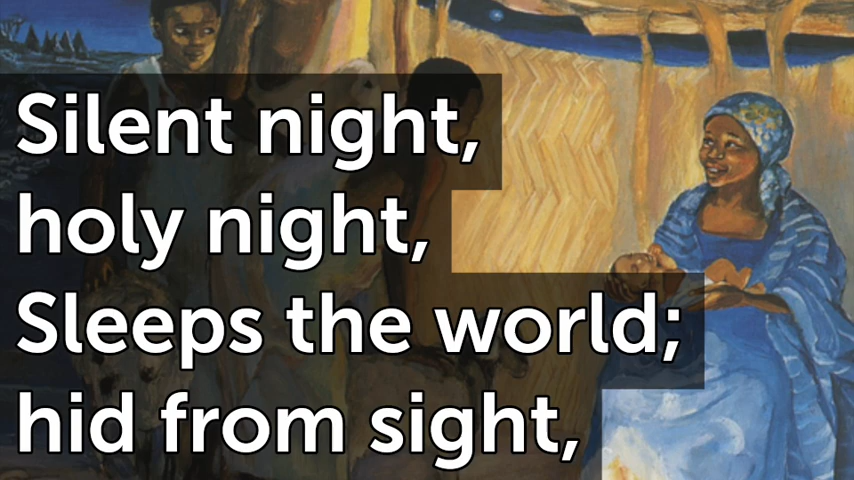 Silent night,
holy night,
Sleeps the world;
hid from sight,